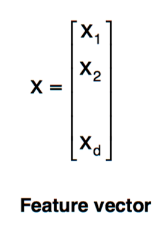 X₁
X₂
X =
X_d
Feature vector